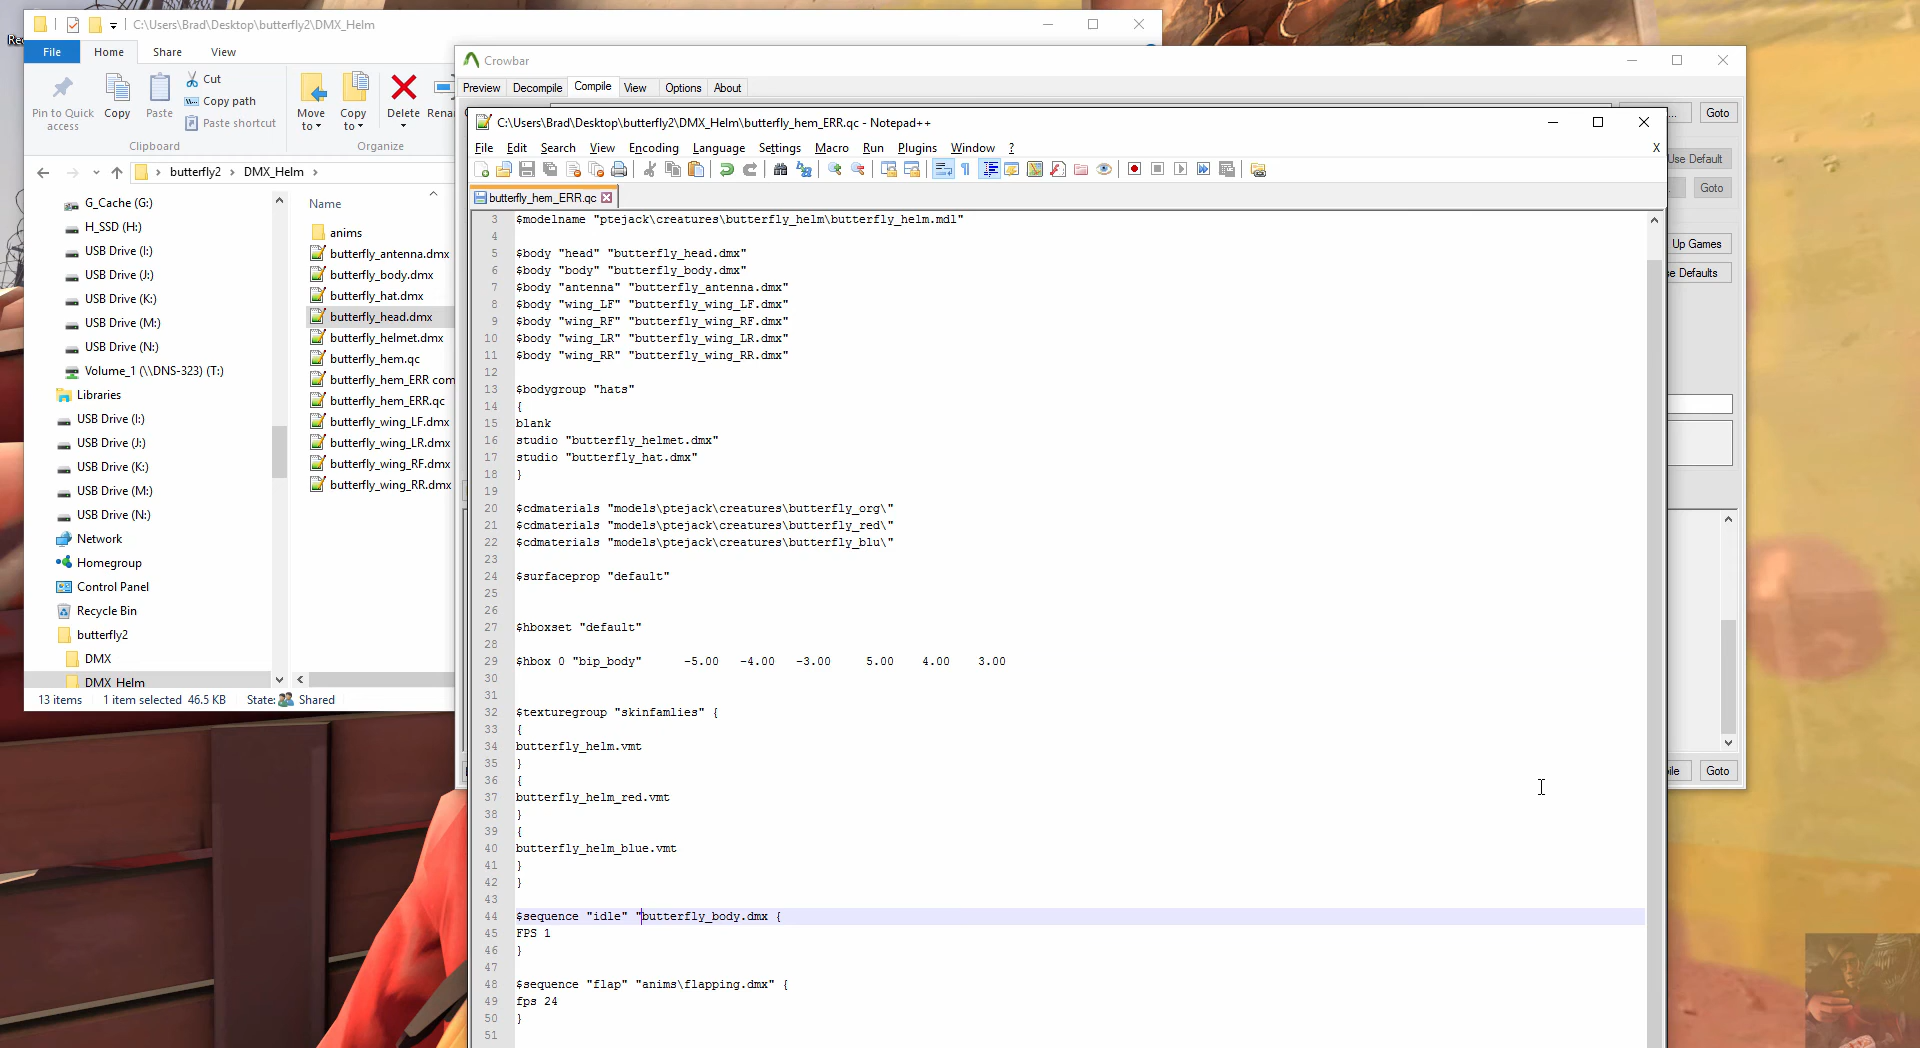 C:\Users\Brad\Desktop\butterfly2\DMX_Helm
File Home Share View
Pin to Quick access
Copy
Paste
Cut
Copy path
Paste shortcut
Clipboard
Move to
Copy to
Delete
Organize
butterfly2 > DMX_Helm >
G_Cache (G:)
H_SSD (H:)
USB Drive (I:)
USB Drive (J:)
USB Drive (K:)
USB Drive (M:)
USB Drive (N:)
Volume_1 (\\DNS-323) (T:)
Libraries
USB Drive (I:)
USB Drive (J:)
USB Drive (K:)
USB Drive (M:)
USB Drive (N:)
Network
Homegroup
Control Panel
Recycle Bin
butterfly2
DMX
DMX_Helm
Name
anims
butterfly_antenna.dmx
butterfly_body.dmx
butterfly_hat.dmx
butterfly_head.dmx
butterfly_helmet.dmx
butterfly_hem.qc
butterfly_hem_ERR com
butterfly_hem_ERR.qc
butterfly_wing_LF.dmx
butterfly_wing_LR.dmx
butterfly_wing_RF.dmx
butterfly_wing_RR.dmx
13 items 1 item selected 46.5 KB State: Shared
Crowbar
Preview Decompile Compile View Options About
Goto
Use Default
Goto
Up Games
se Defaults
Goto
C:\Users\Brad\Desktop\butterfly2\DMX_Helm\butterfly_hem_ERR.qc - Notepad++
File Edit Search View Encoding Language Settings Macro Run Plugins Window ? X
butterfly_hem_ERR.qc
3 $modelname "ptejack\creatures\butterfly_helm\butterfly_helm.mdl"
4
5 $body "head" "butterfly_head.dmx"
6 $body "body" "butterfly_body.dmx"
7 $body "antenna" "butterfly_antenna.dmx"
8 $body "wing_LF" "butterfly_wing_LF.dmx"
9 $body "wing_RF" "butterfly_wing_RF.dmx"
10 $body "wing_LR" "butterfly_wing_LR.dmx"
11 $body "wing_RR" "butterfly_wing_RR.dmx"
12
13 $bodygroup "hats"
14 {
15 blank
16 studio "butterfly_helmet.dmx"
17 studio "butterfly_hat.dmx"
18 }
19
20 $cdmaterials "models\ptejack\creatures\butterfly_org\"
21 $cdmaterials "models\ptejack\creatures\butterfly_red\"
22 $cdmaterials "models\ptejack\creatures\butterfly_blu\"
23
24 $surfaceprop "default"
25
26
27 $hboxset "default"
28
29 $hbox 0 "bip_body" -5.00 -4.00 -3.00 5.00 4.00 3.00
30
31
32 $texturegroup "skinfamlies" {
33 {
34 butterfly_helm.vmt
35 }
36 {
37 butterfly_helm_red.vmt
38 }
39 {
40 butterfly_helm_blue.vmt
41 }
42 }
43
44 $sequence "idle" "butterfly_body.dmx {
45 FPS 1
46 }
47
48 $sequence "flap" "anims\flapping.dmx" {
49 fps 24
50 }
51